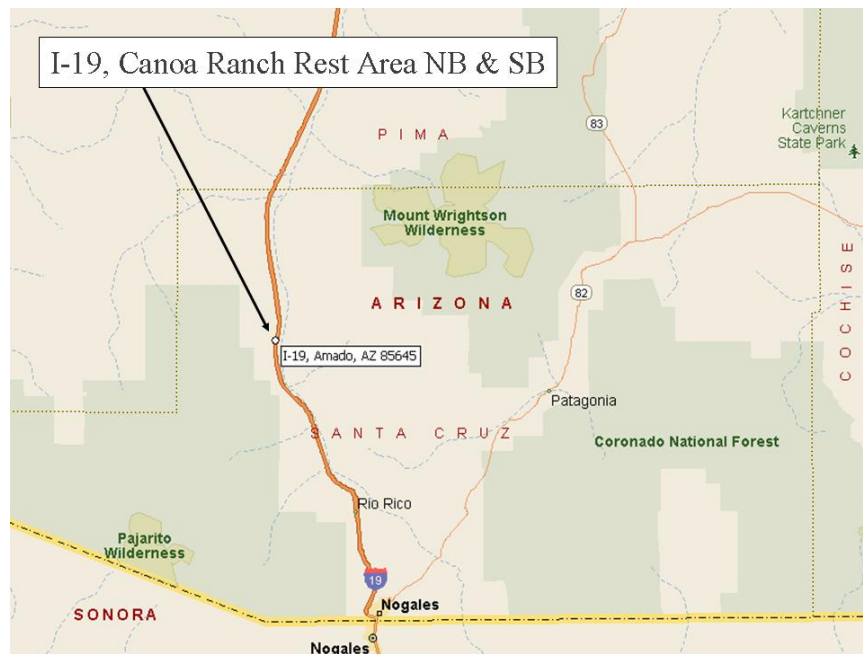 I-19, Canoa Ranch Rest Area NB & SB
83
Kartchner
Caverns
State Park
PIMA
Mount Wrightson
Wilderness
82
ARIZONA
COCHISE
I-19, Amado, AZ 85645
Patagonia
SANTA CRUZ
Coronado National Forest
Rio Rico
Pajarito
Wilderness
19
Nogales
SONORA
Nogales